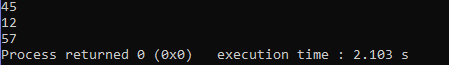 45
12
57
Process returned 0 (0x0)   execution time : 2.103 s